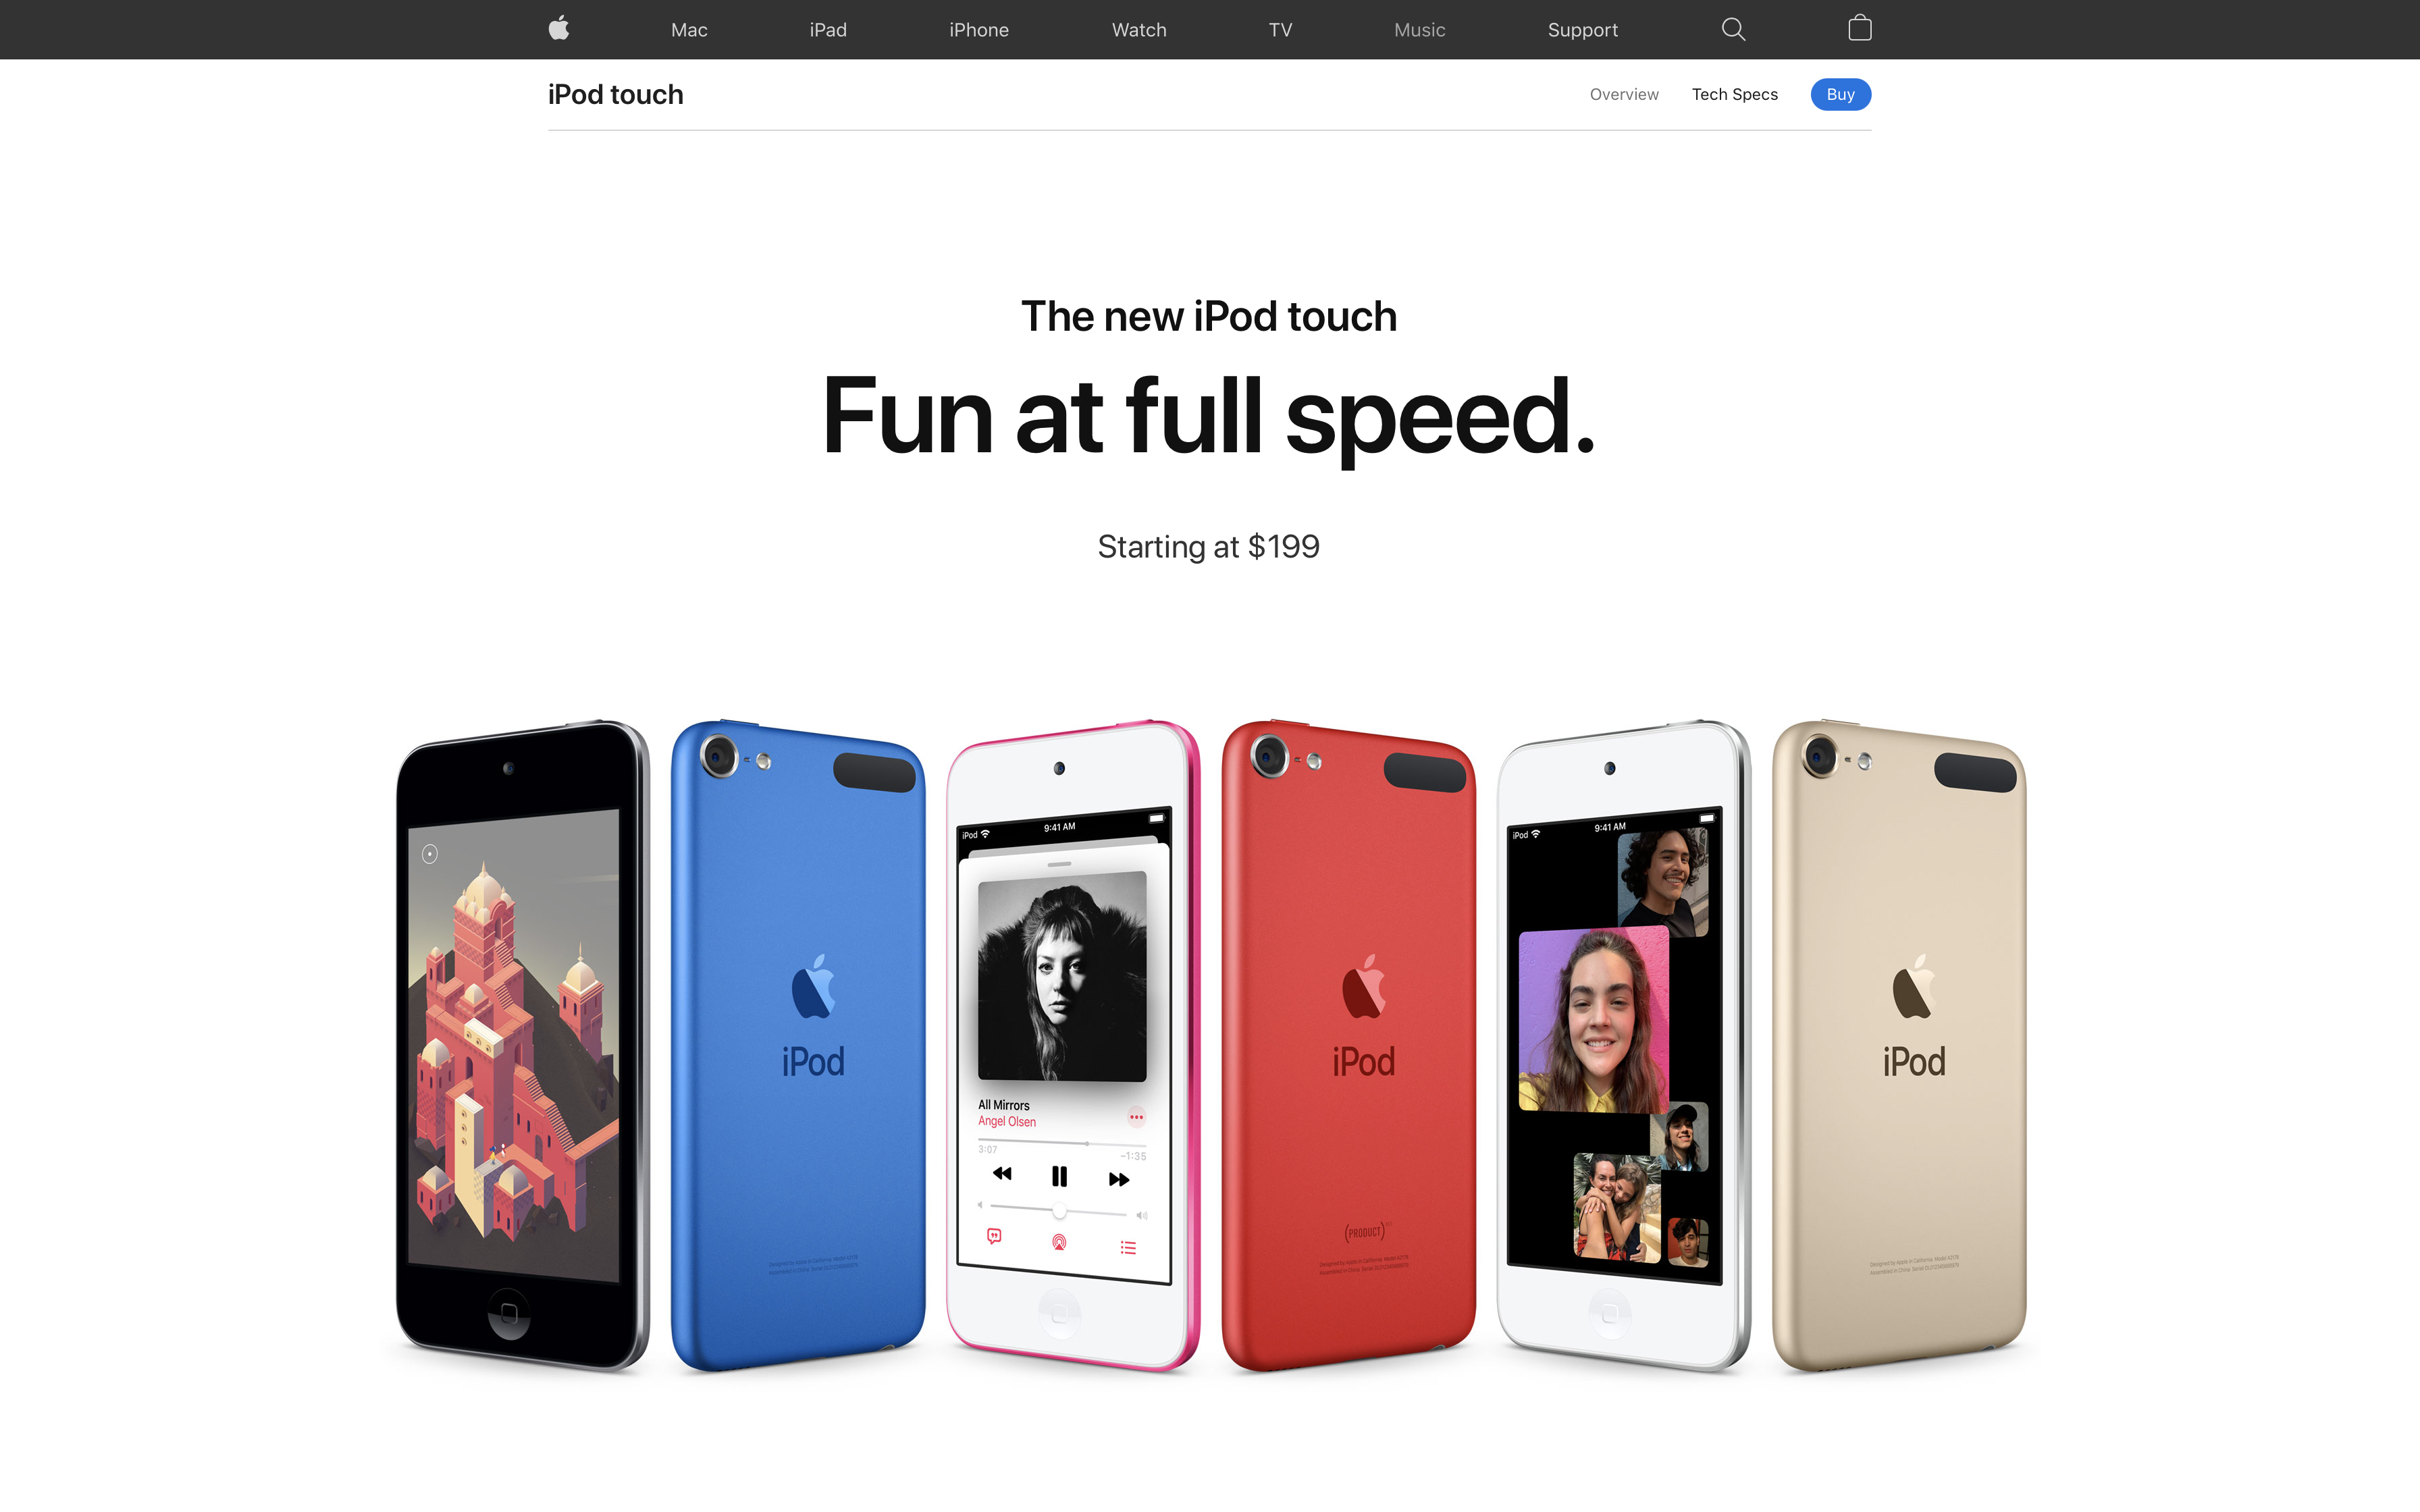 Mac iPad iPhone Watch TV Music Support
iPod touch
Overview Tech Specs Buy
The new iPod touch
Fun at full speed.
Starting at $199
iPod
iPod 9:41 AM
All Mirrors
Angel Olsen
3:07 -1:35
iPod
(PRODUCT)
iPod 9:41 AM
iPod